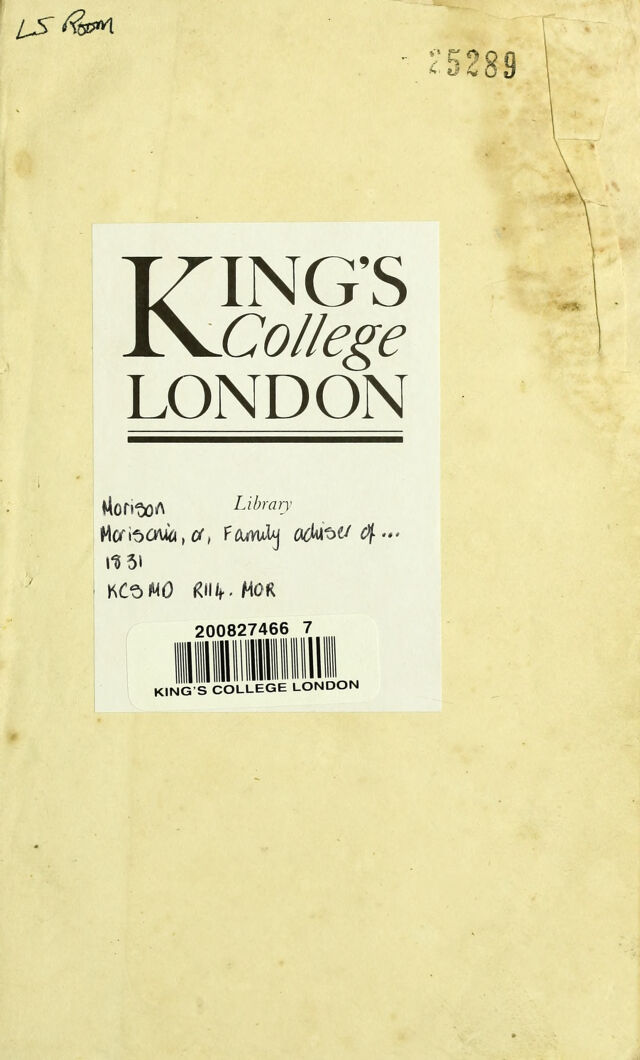 LS Room
25289
KING'S
College
LONDON
Library
Morison
Morisonia, or, Family adviser of ...
1831
KCSMD R114. MOR
200827466 7
KING'S COLLEGE LONDON